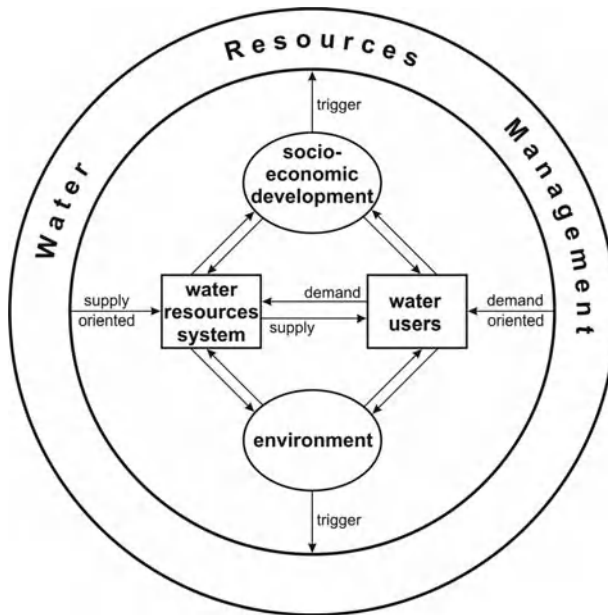 Water Resources Management
trigger
socio-
economic
development
supply
oriented
water
resources
system
demand
supply
water
users
demand
oriented
environment
trigger